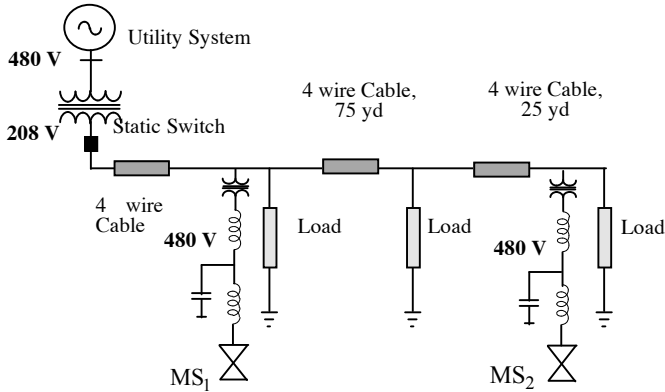 Utility System
480 V
208 V
Static Switch
4 wire Cable,
75 yd
4 wire Cable,
25 yd
4 wire
Cable
480 V
Load
Load
480 V
Load
MS1
MS2